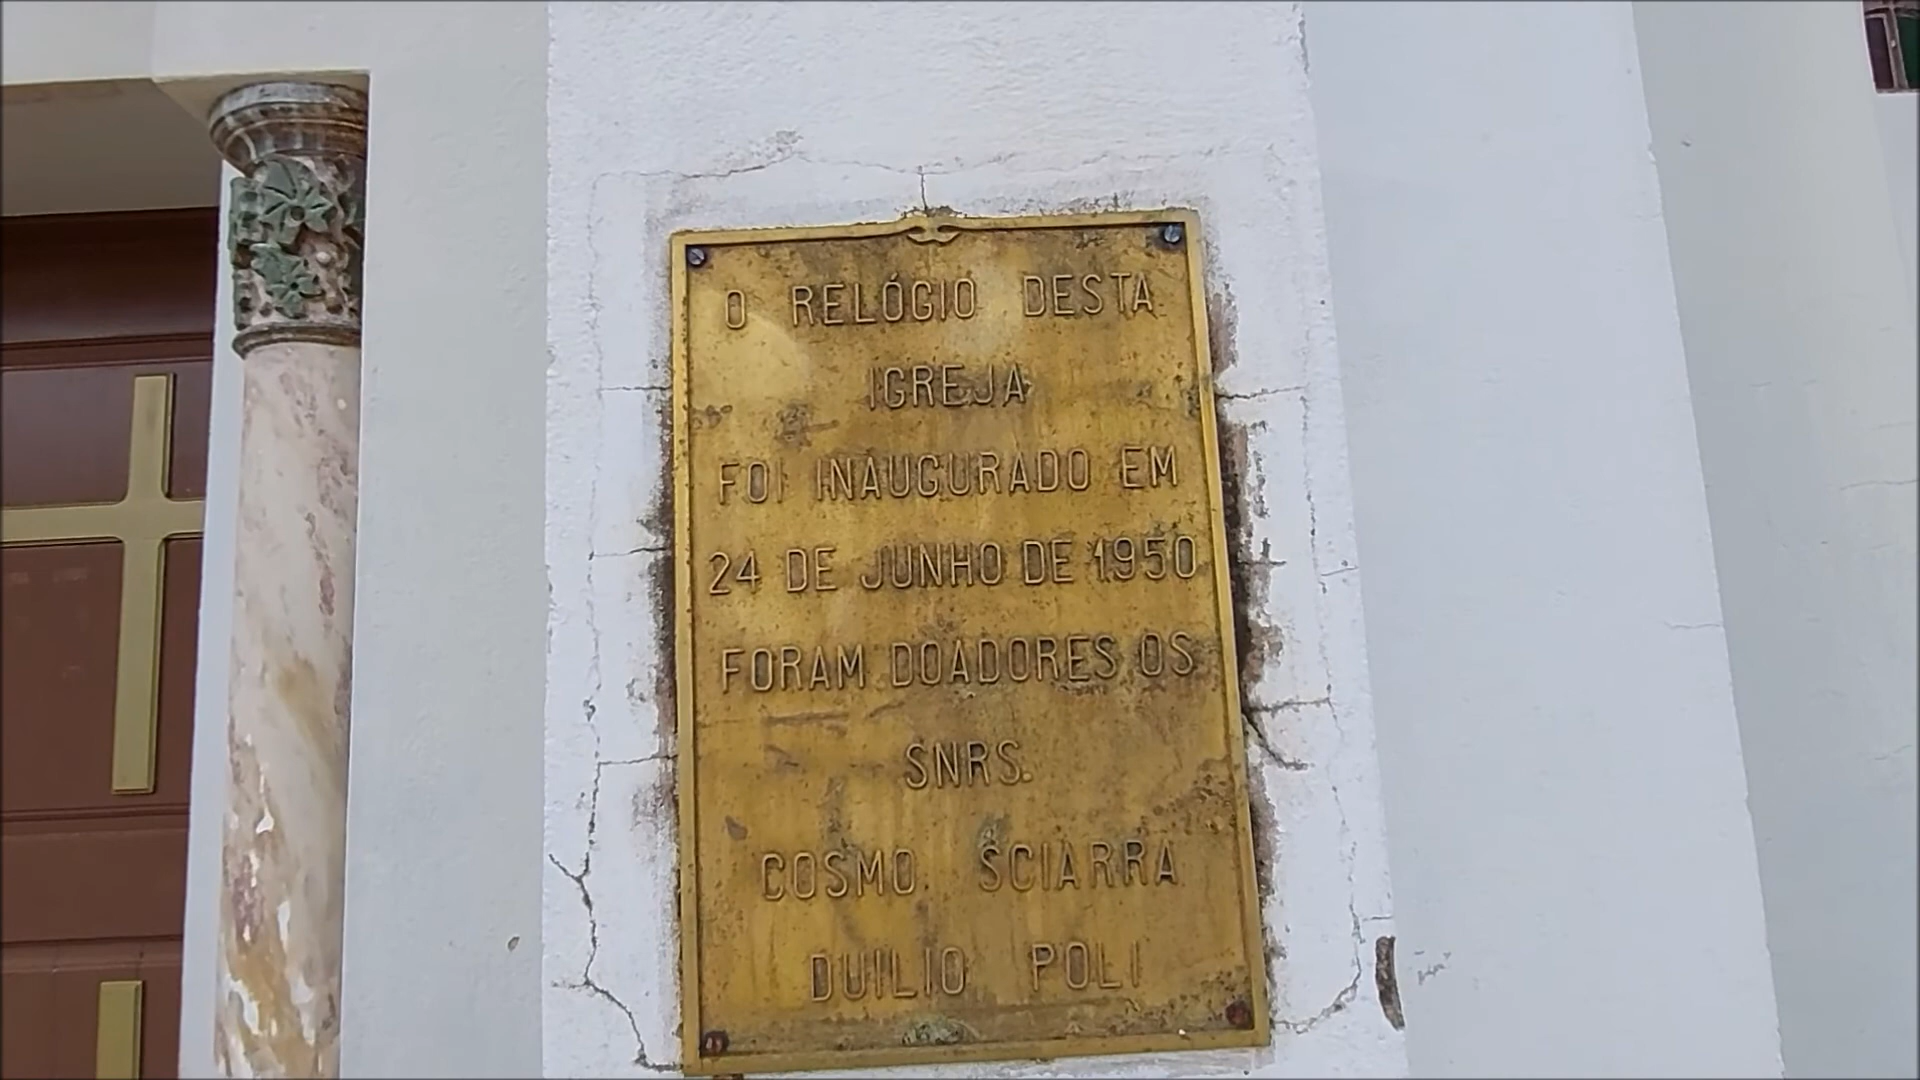 O RELÓGIO DESTA
IGREJA
FOI INAUGURADO EM
24 DE JUNHO DE 1950
FORAM DOADORES OS
SNRS.
COSMO SCIARRA
DUILIO POLI